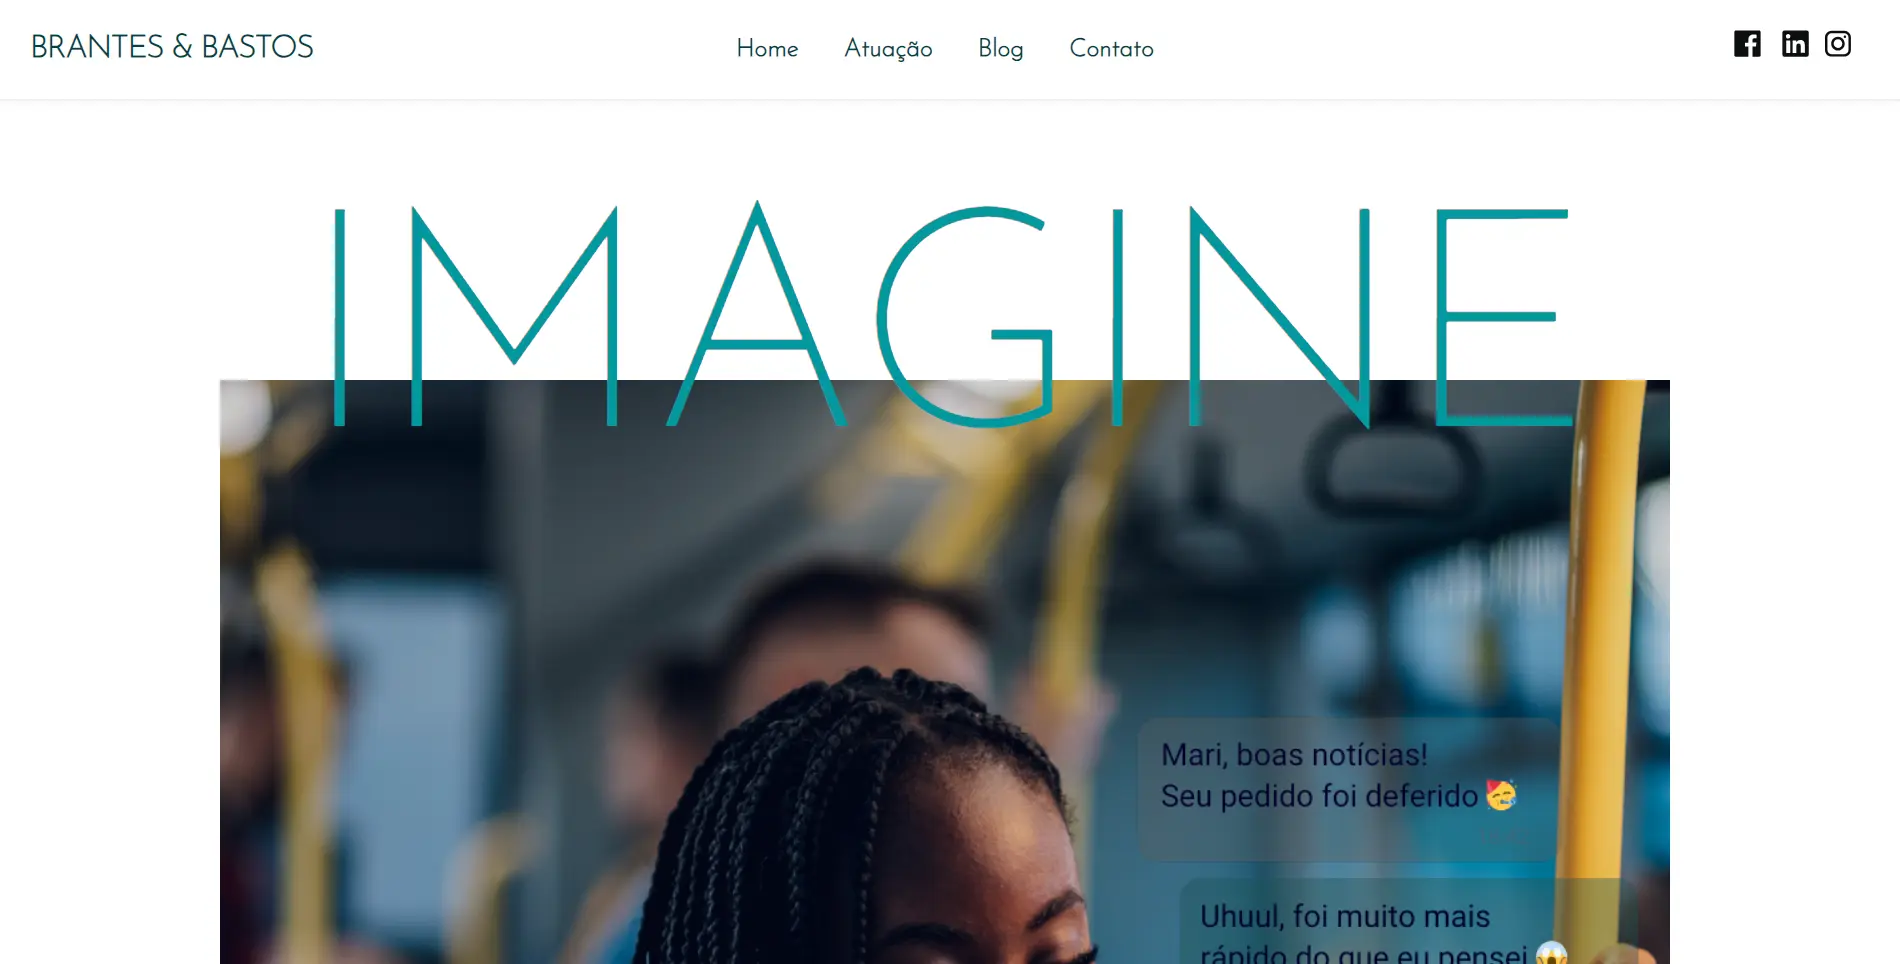 BRANTES & BASTOS
Home Atuação Blog Contato
IMAGINE
Mari, boas notícias!
Seu pedido foi deferido 🥳
Uhuul, foi muito mais
rápido do que eu pensei 😱